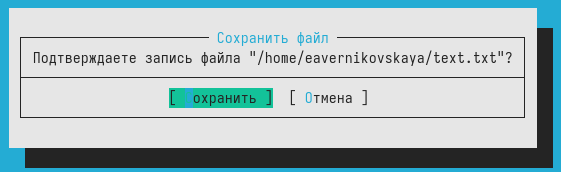 Сохранить файл
Подтверждаете запись файла "/home/eavernikovskaya/text.txt"?
[ Сохранить ] [ Отмена ]